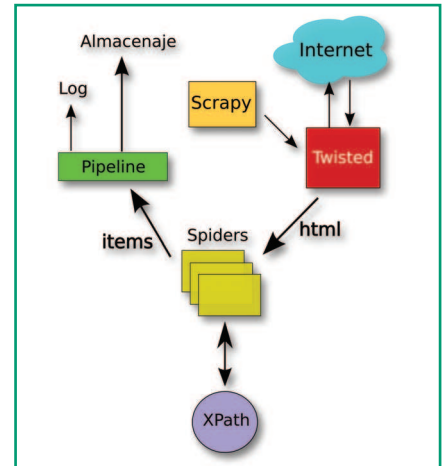 Almacenaje
Internet
Log
Scrapy
Twisted
Pipeline
items
Spiders
html
XPath